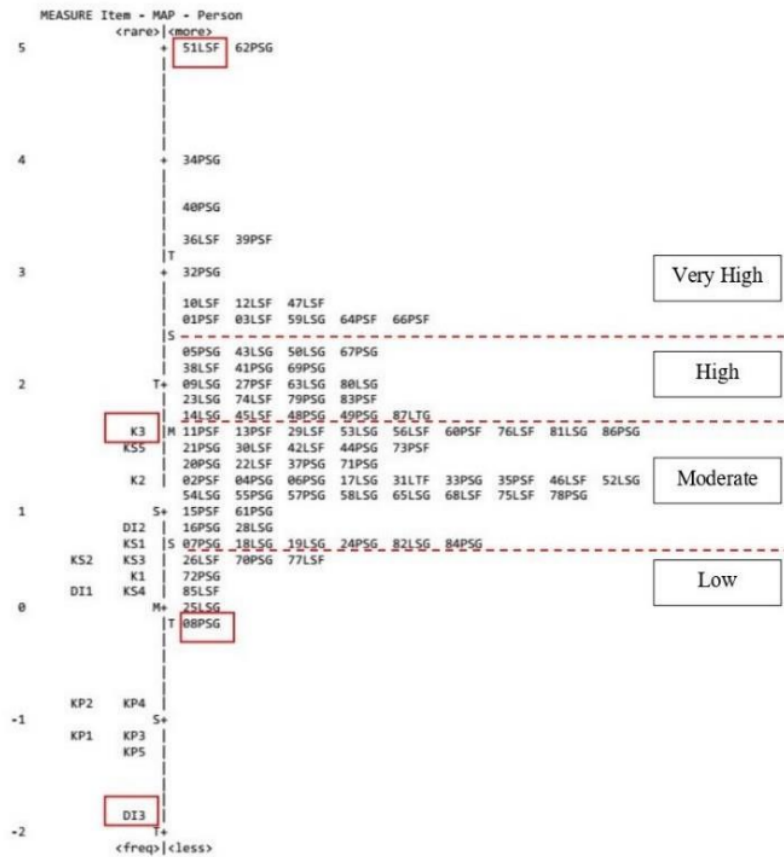 MEASURE Item - MAP - Person
<rare>|<more>
5 + 51LSF 62PSG
4 + 34PSG
40PSG
36LSF 39PSF
T
3 + 32PSG
Very High
10LSF 12LSF 47LSF
01PSF 03LSF 59LSG 64PSF 66PSF
S
05PSG 43LSG 50LSG 67PSG
High
38LSF 41PSG 69PSG
2 T+ 09LSG 27PSF 63LSG 80LSG
23LSG 74LSF 79PSG 83PSF
14LSG 45LSF 48PSG 49PSG 87LTG
K3 |M 11PSF 13PSF 29LSF 53LSG 56LSF 60PSF 76LSF 81LSG 86PSG
KS5 21PSG 30LSF 42LSF 44PSG 73PSF
20PSG 22LSF 37PSG 71PSG
Moderate
K2 02PSF 04PSG 06PSG 17LSG 31LTF 33PSG 35PSF 46LSF 52LSG
54LSG 55PSG 57PSG 58LSG 65LSG 68LSF 75LSF 78PSG
1 S+ 15PSF 61PSG
DI2 16PSG 28LSG
KS1 |S 07PSG 18LSG 19LSG 24PSG 82LSG 84PSG
KS2 KS3 26LSF 70PSG 77LSF
K1 72PSG
Low
DI1 KS4 85LSF
0 M+ 25LSG
|T 08PSG
KP2 KP4
-1 S+
KP1 KP3
KP5
DI3
-2 T+
<freq>|<less>